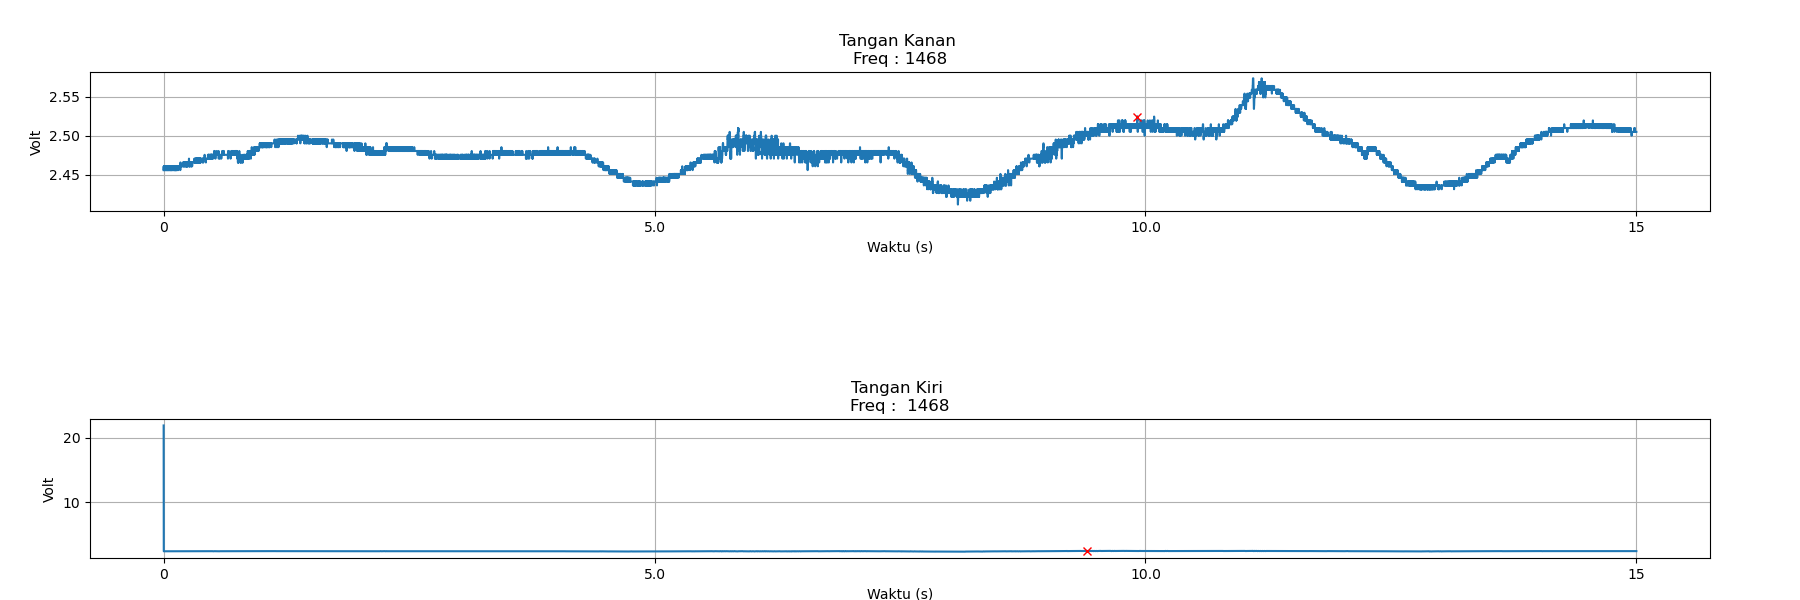 Tangan Kanan
Freq : 1468
Volt
2.55
2.50
2.45
0 5.0 10.0 15
Waktu (s)
Tangan Kiri
Freq :  1468
Volt
20
10
0 5.0 10.0 15
Waktu (s)